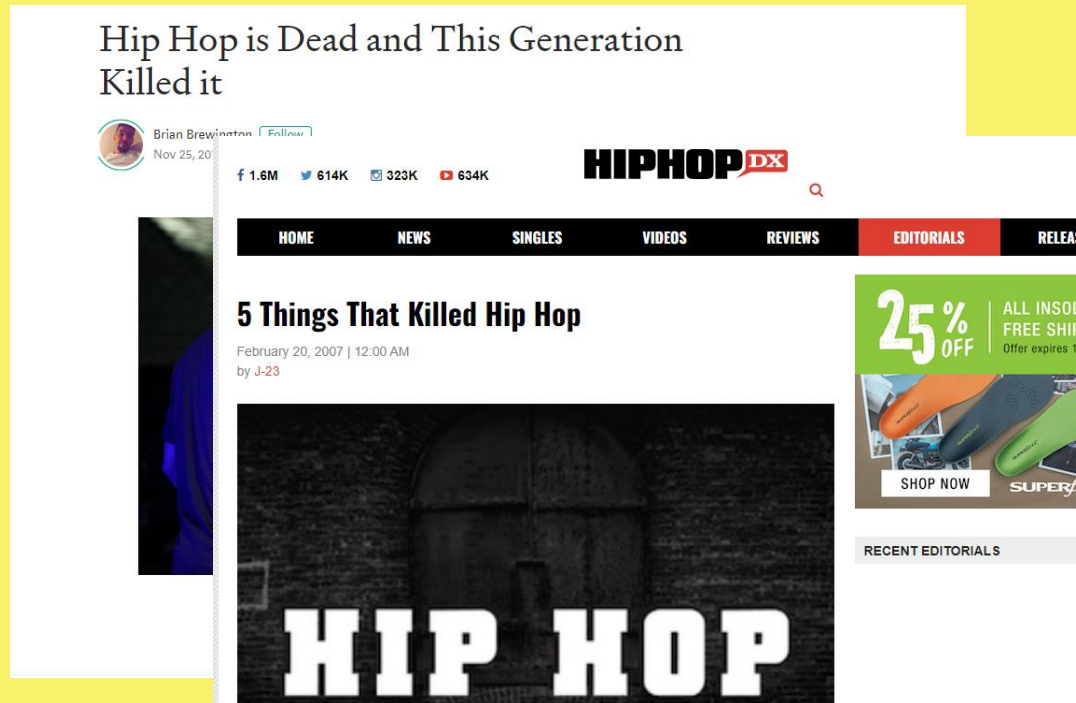 Hip Hop is Dead and This Generation
Killed it
Brian Brewington Follow
Nov 25, 20
1.6M 614K 323K 634K
HIPHOPDX
HOME NEWS SINGLES VIDEOS REVIEWS EDITORIALS RELEAS
5 Things That Killed Hip Hop
February 20, 2007 | 12:00 AM
by J-23
25% OFF
ALL INSOL
FREE SHI
Offer expires 1
SHOP NOW
SUPERf
RECENT EDITORIALS
HIP HOP